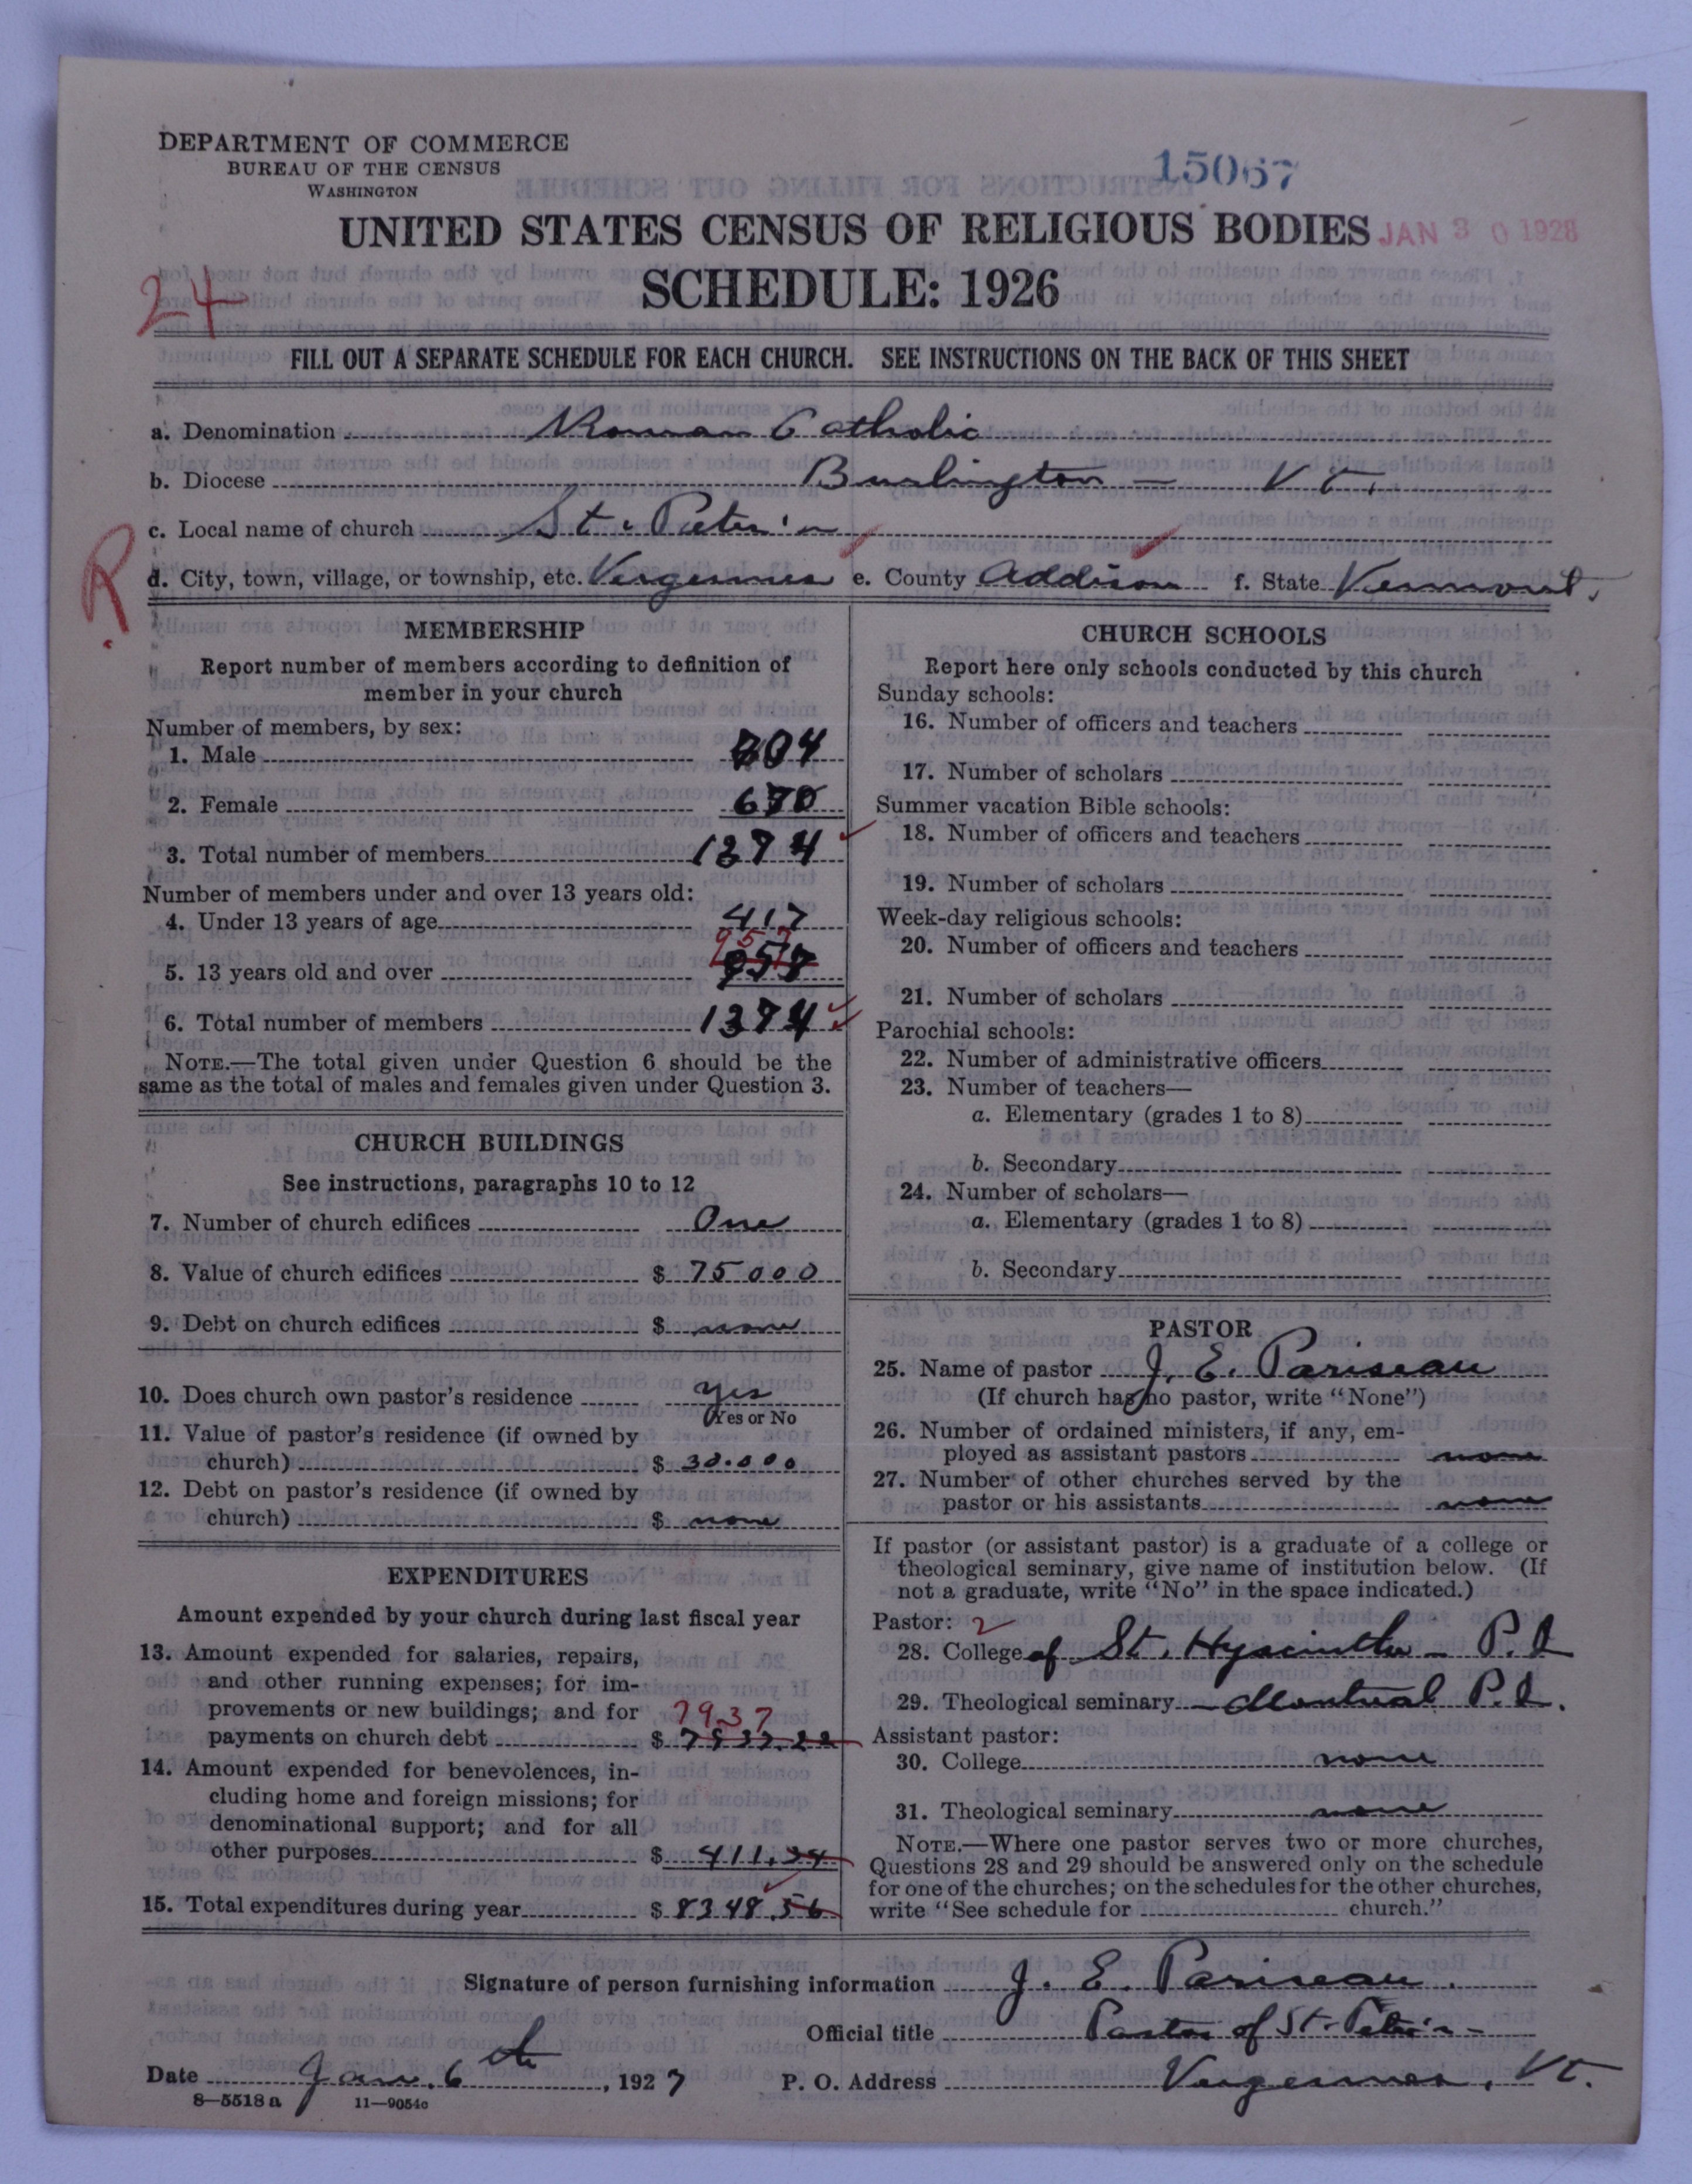 DEPARTMENT OF COMMERCE
BUREAU OF THE CENSUS
WASHINGTON
15067
UNITED STATES CENSUS OF RELIGIOUS BODIES
JAN 30 1928
SCHEDULE: 1926
24
FILL OUT A SEPARATE SCHEDULE FOR EACH CHURCH. SEE INSTRUCTIONS ON THE BACK OF THIS SHEET
a. Denomination Roman Catholic
b. Diocese Burlington — Vt.
c. Local name of church St. Peter's
R.
d. City, town, village, or township, etc. Vergennes e. County Addison f. State Vermont.
MEMBERSHIP
Report number of members according to definition of
member in your church
Number of members, by sex:
1. Male 704
2. Female 670
3. Total number of members 1374
Number of members under and over 13 years old:
4. Under 13 years of age 417
957
5. 13 years old and over 957
6. Total number of members 1374
NOTE.—The total given under Question 6 should be the
same as the total of males and females given under Question 3.
CHURCH BUILDINGS
See instructions, paragraphs 10 to 12
7. Number of church edifices One
8. Value of church edifices $ 75000
9. Debt on church edifices $ none
10. Does church own pastor's residence yes
Yes or No
11. Value of pastor's residence (if owned by
church) $ 30.000
12. Debt on pastor's residence (if owned by
church) $ none
EXPENDITURES
Amount expended by your church during last fiscal year
13. Amount expended for salaries, repairs,
and other running expenses; for im-
provements or new buildings; and for
7937
payments on church debt $ 7937.22
14. Amount expended for benevolences, in-
cluding home and foreign missions; for
denominational support; and for all
other purposes $ 411.34
15. Total expenditures during year $ 8348.56
CHURCH SCHOOLS
Report here only schools conducted by this church
Sunday schools:
16. Number of officers and teachers
17. Number of scholars
Summer vacation Bible schools:
18. Number of officers and teachers
19. Number of scholars
Week-day religious schools:
20. Number of officers and teachers
21. Number of scholars
Parochial schools:
22. Number of administrative officers
23. Number of teachers—
a. Elementary (grades 1 to 8)
b. Secondary
24. Number of scholars—
a. Elementary (grades 1 to 8)
b. Secondary
PASTOR
25. Name of pastor J. E. Pariseau
(If church has no pastor, write "None")
26. Number of ordained ministers, if any, em-
ployed as assistant pastors none
27. Number of other churches served by the
pastor or his assistants none
If pastor (or assistant pastor) is a graduate of a college or
theological seminary, give name of institution below. (If
not a graduate, write "No" in the space indicated.)
Pastor: 2
28. College of St. Hyacinthe — P.Q
29. Theological seminary Montreal P.Q.
Assistant pastor:
30. College none
31. Theological seminary none
NOTE.—Where one pastor serves two or more churches,
Questions 28 and 29 should be answered only on the schedule
for one of the churches; on the schedules for the other churches,
write "See schedule for church."
Signature of person furnishing information J. E. Pariseau.
Official title Pastor of St. Peter's —
Date Jan. 6th, 1927 P. O. Address Vergennes, Vt.
8—5518 a 11—9054c